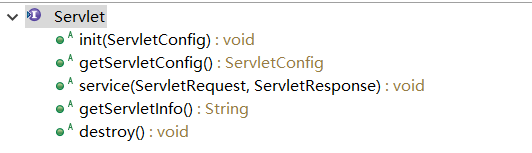 Servlet
init(ServletConfig) : void
getServletConfig() : ServletConfig
service(ServletRequest, ServletResponse) : void
getServletInfo() : String
destroy() : void